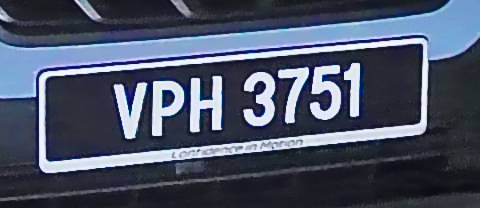 VPH 3751
Confidence in Motion